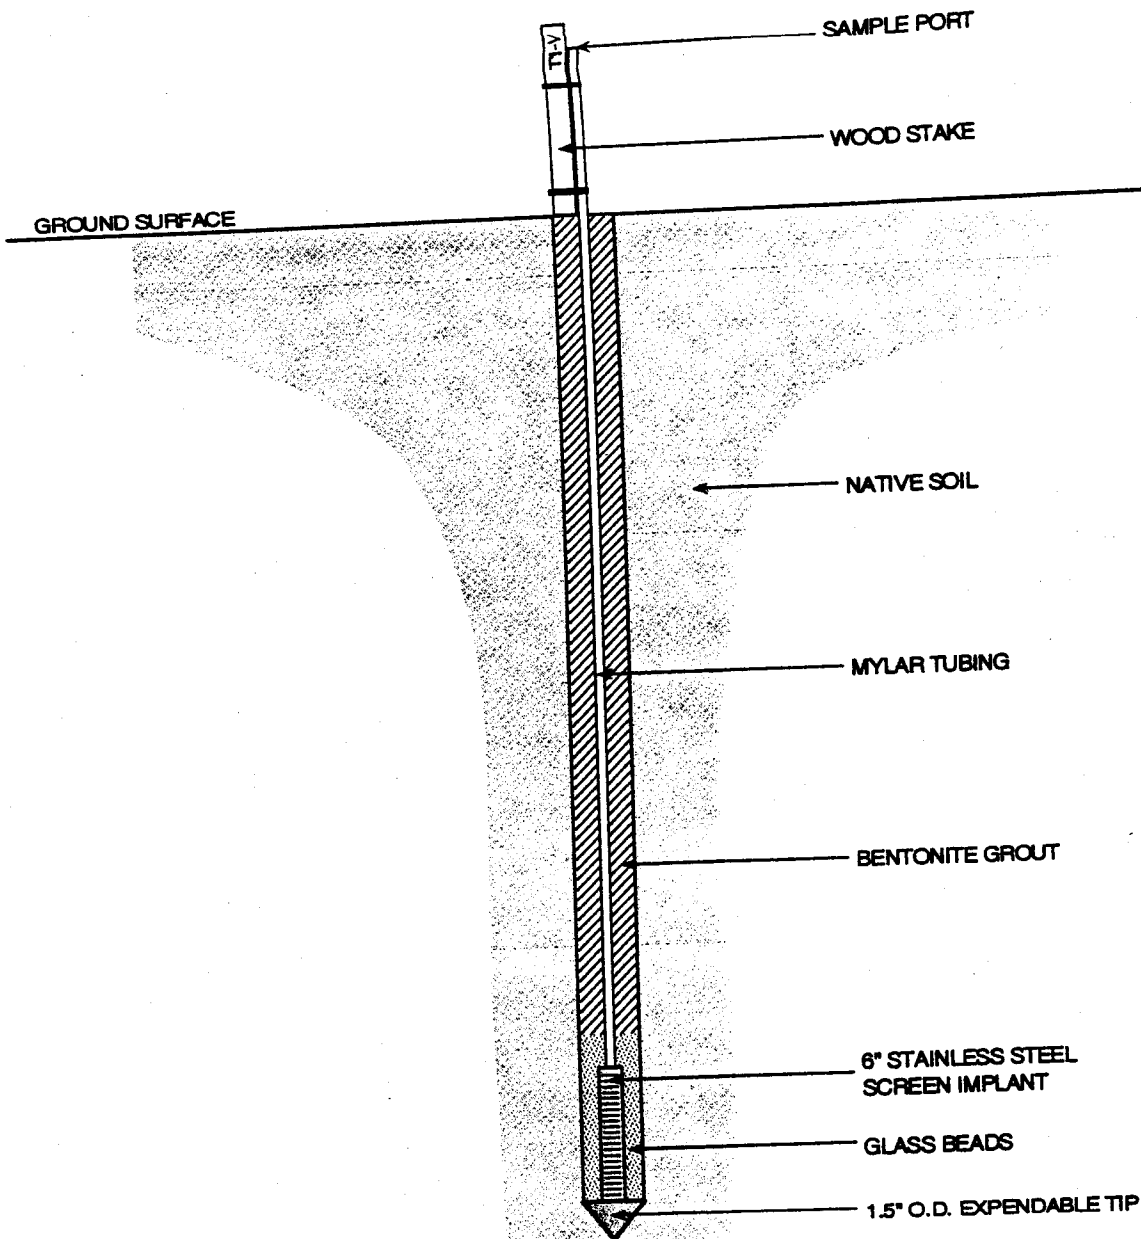 SAMPLE PORT
WOOD STAKE
GROUND SURFACE
NATIVE SOIL
MYLAR TUBING
BENTONITE GROUT
6" STAINLESS STEEL
SCREEN IMPLANT
GLASS BEADS
1.5" O.D. EXPENDABLE TIP